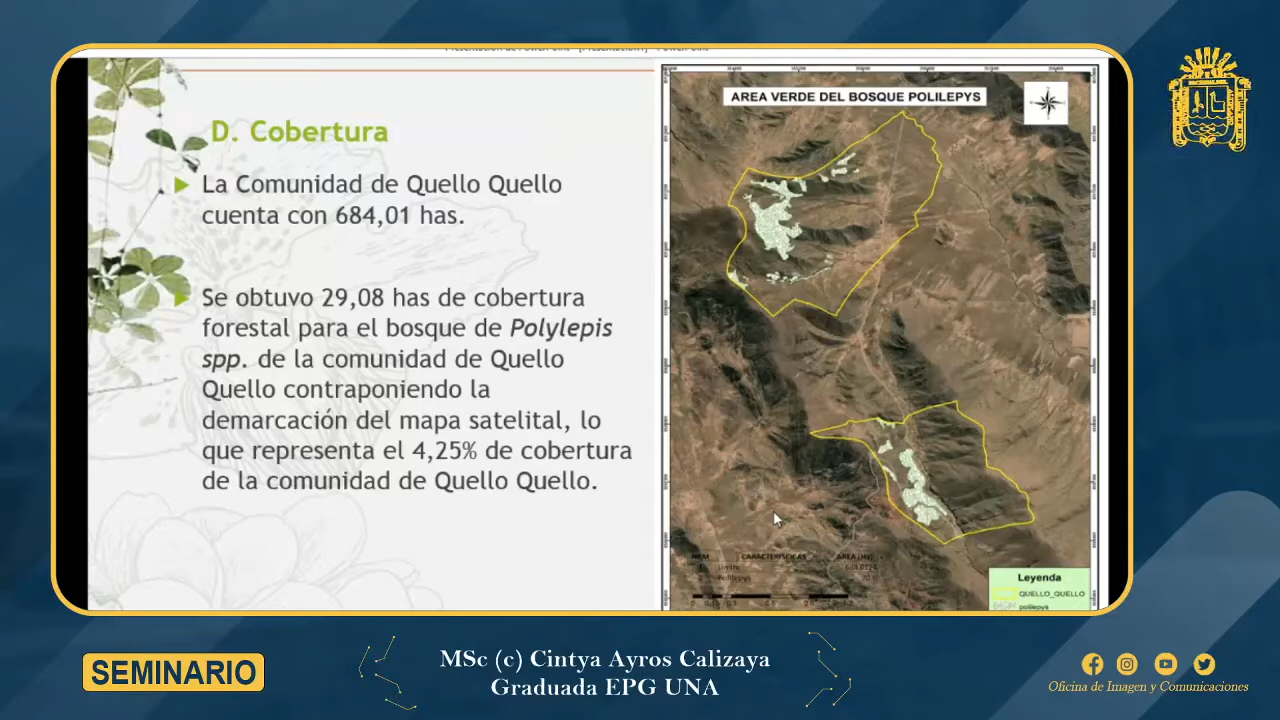 D. Cobertura
La Comunidad de Quello Quello
cuenta con 684,01 has.
Se obtuvo 29,08 has de cobertura
forestal para el bosque de Polylepis
spp. de la comunidad de Quello
Quello contraponiendo la
demarcación del mapa satelital, lo
que representa el 4,25% de cobertura
de la comunidad de Quello Quello.
AREA VERDE DEL BOSQUE POLILEPYS
Leyenda
QUELLO_QUELLO
polilepys
SEMINARIO
MSc (c) Cintya Ayros Calizaya
Graduada EPG UNA
Oficina de Imagen y Comunicaciones